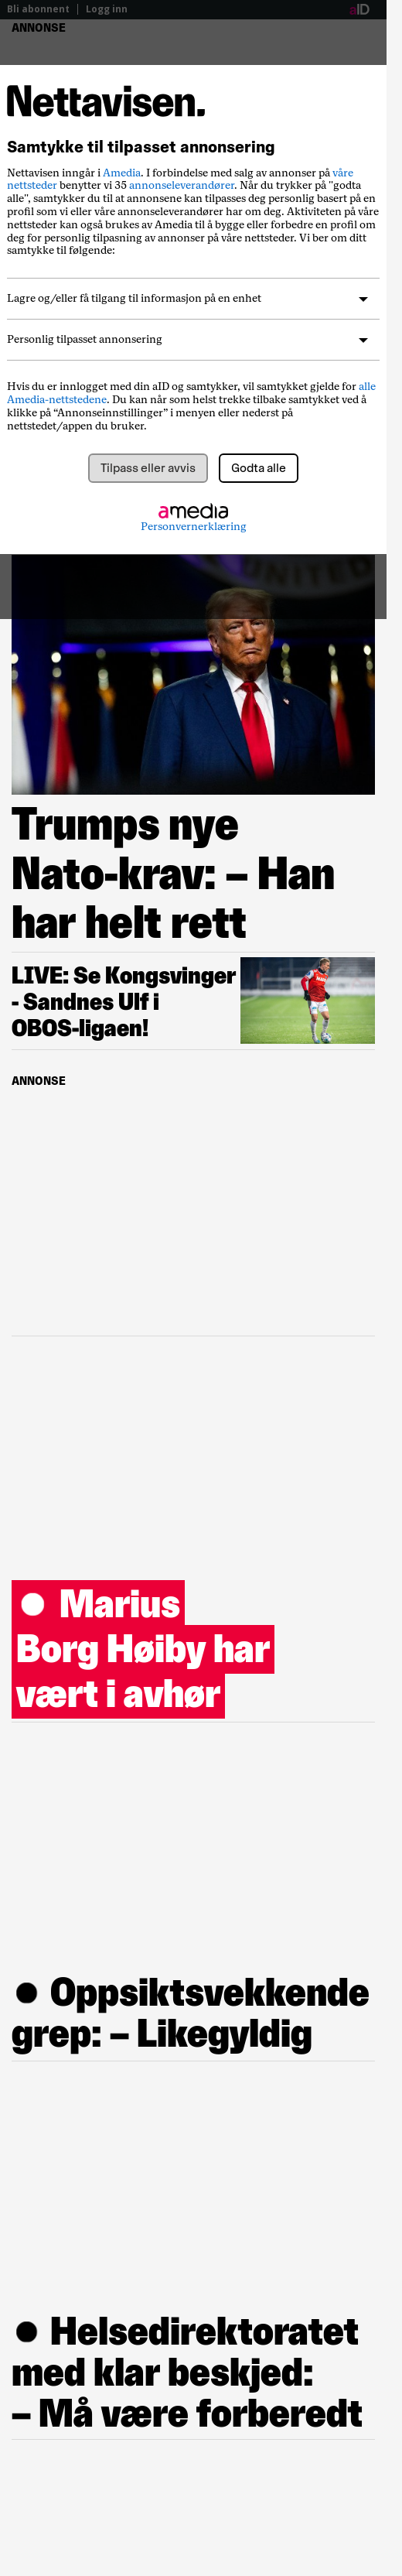 Bli abonnent | Logg inn
aID
ANNONSE
Nettavisen.
Samtykke til tilpasset annonsering
Nettavisen inngår i Amedia. I forbindelse med salg av annonser på våre
nettsteder benytter vi 35 annonseleverandører. Når du trykker på "godta
alle", samtykker du til at annonsene kan tilpasses deg personlig basert på en
profil som vi eller våre annonseleverandører har om deg. Aktiviteten på våre
nettsteder kan også brukes av Amedia til å bygge eller forbedre en profil om
deg for personlig tilpasning av annonser på våre nettsteder. Vi ber om ditt
samtykke til følgende:
Lagre og/eller få tilgang til informasjon på en enhet
Personlig tilpasset annonsering
Hvis du er innlogget med din aID og samtykker, vil samtykket gjelde for alle
Amedia-nettstedene. Du kan når som helst trekke tilbake samtykket ved å
klikke på “Annonseinnstillinger” i menyen eller nederst på
nettstedet/appen du bruker.
Tilpass eller avvis
Godta alle
amedia
Personvernerklæring
Trumps nye
Nato-krav: – Han
har helt rett
LIVE: Se Kongsvinger
- Sandnes Ulf i
OBOS-ligaen!
ANNONSE
Marius
Borg Høiby har
vært i avhør
Oppsiktsvekkende
grep: – Likegyldig
Helsedirektoratet
med klar beskjed:
– Må være forberedt